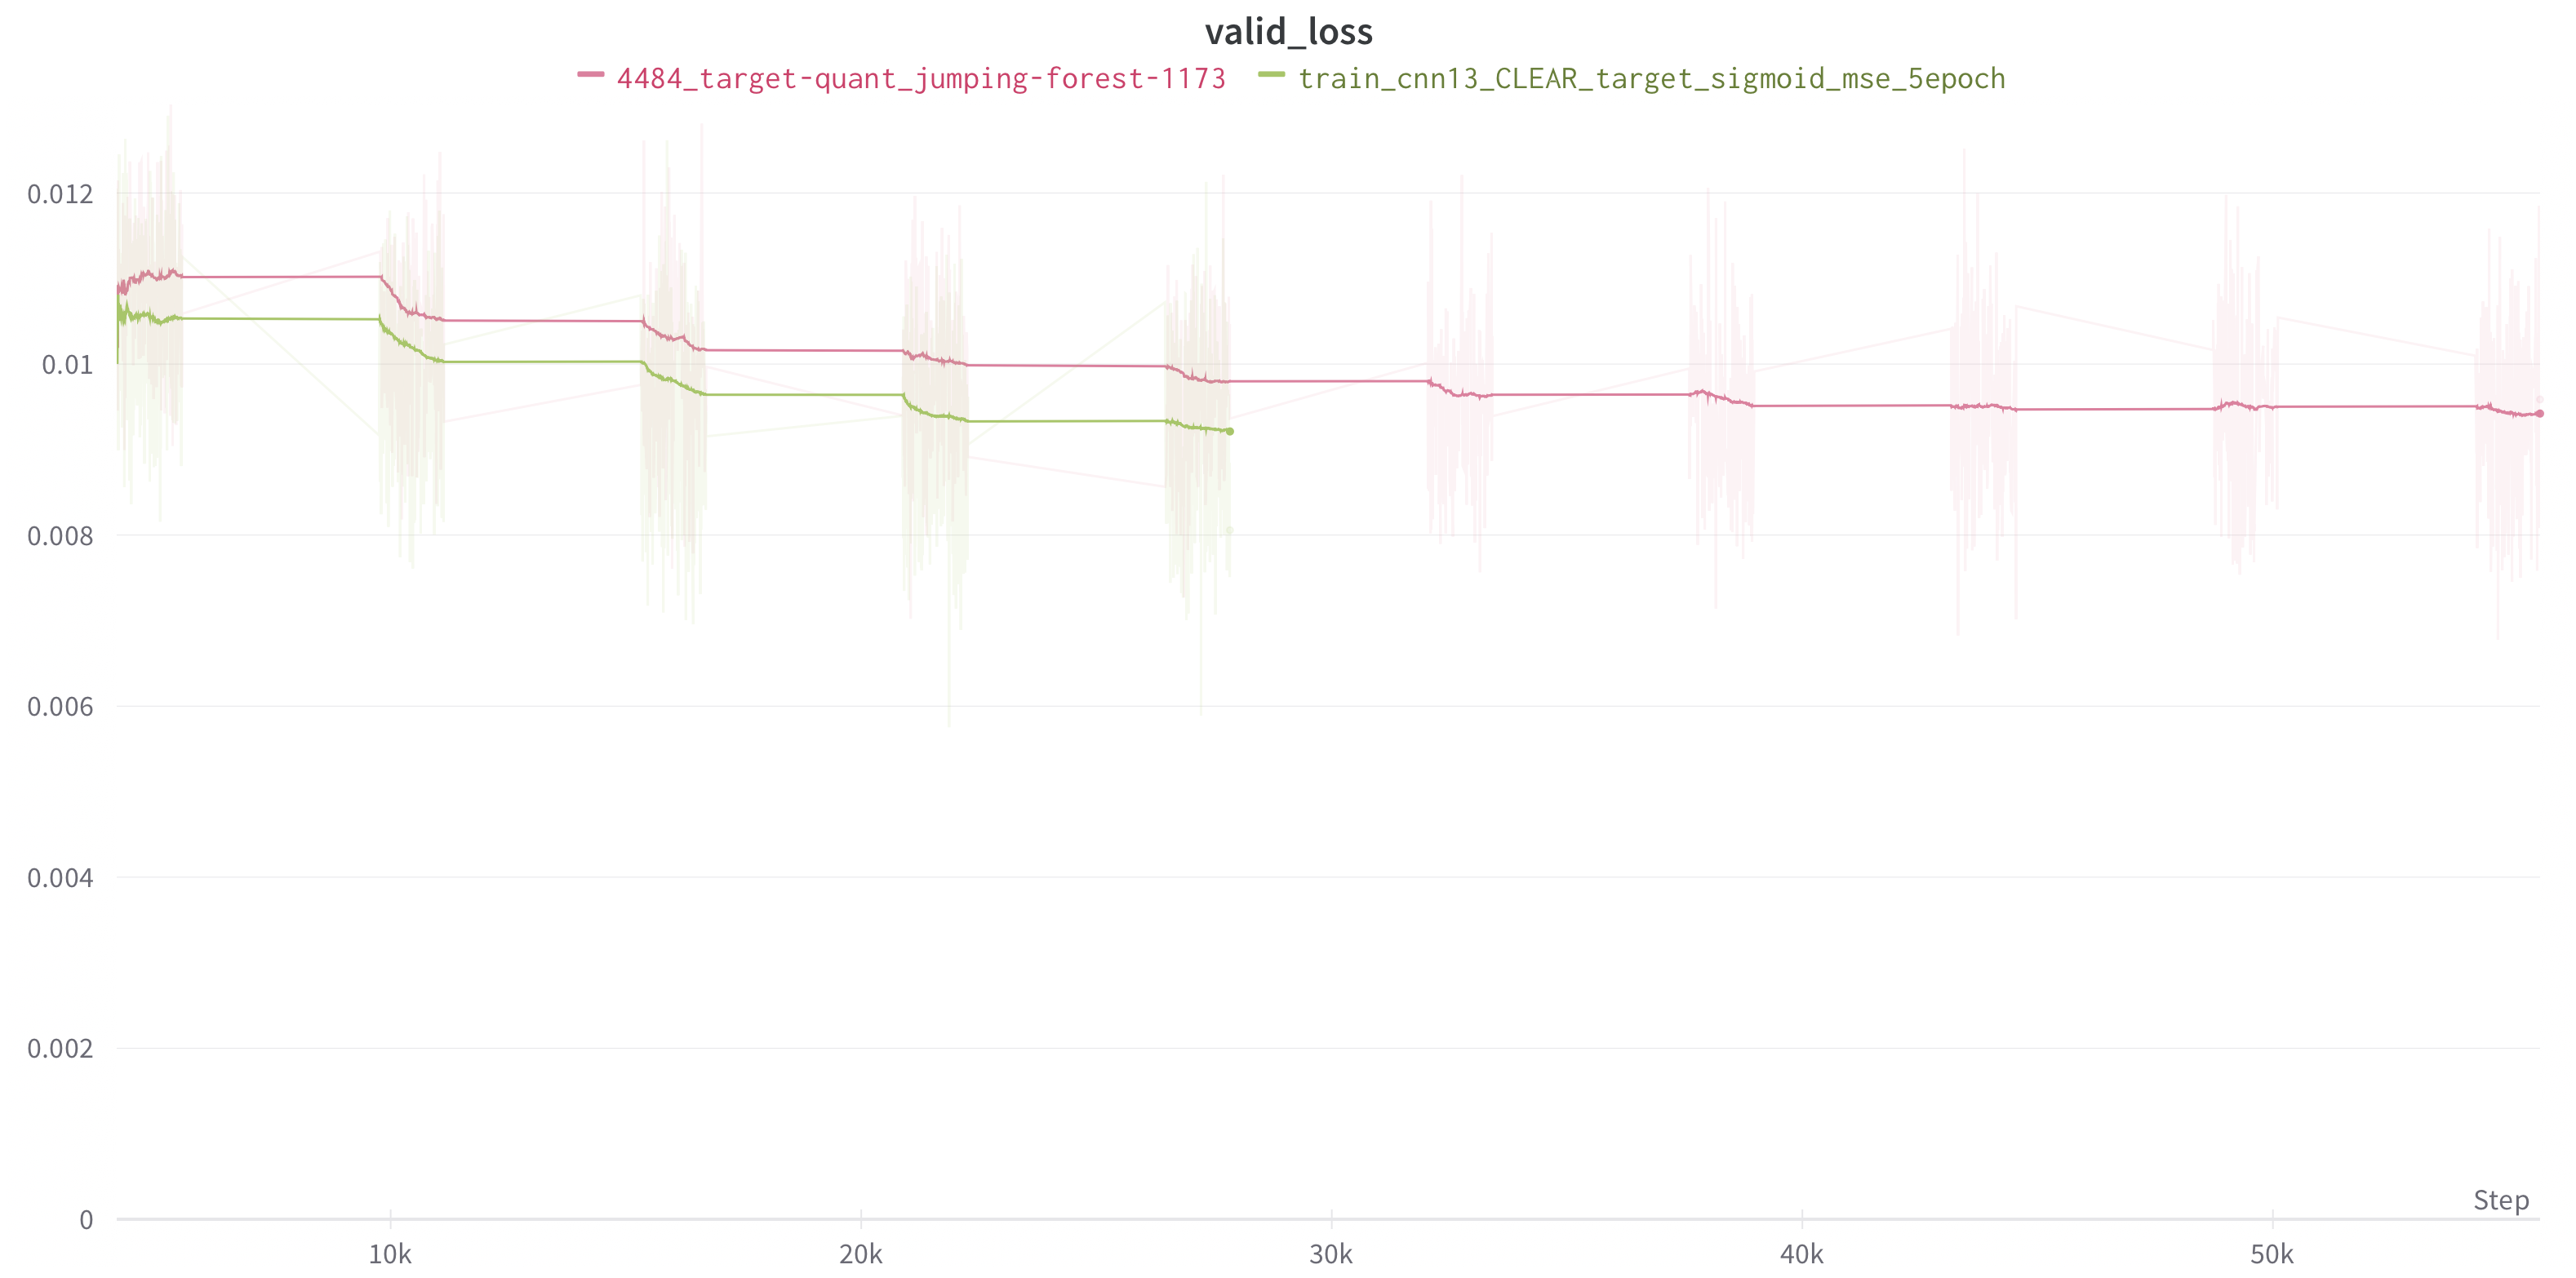 valid_loss
4484_target-quant_jumping-forest-1173 train_cnn13_CLEAR_target_sigmoid_mse_5epoch
0.012
0.01
0.008
0.006
0.004
0.002
0
Step
10k 20k 30k 40k 50k